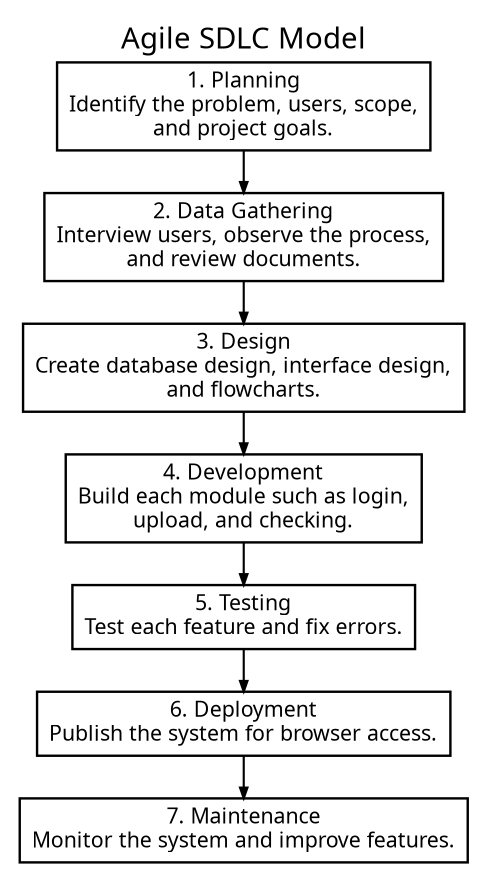 Agile SDLC Model
1. Planning
Identify the problem, users, scope,
and project goals.
2. Data Gathering
Interview users, observe the process,
and review documents.
3. Design
Create database design, interface design,
and flowcharts.
4. Development
Build each module such as login,
upload, and checking.
5. Testing
Test each feature and fix errors.
6. Deployment
Publish the system for browser access.
7. Maintenance
Monitor the system and improve features.